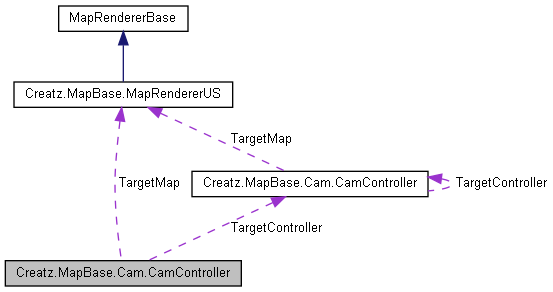 MapRendererBase
Creatz.MapBase.MapRendererUS
TargetMap
Creatz.MapBase.Cam.CamController
TargetMap
TargetController
TargetController
Creatz.MapBase.Cam.CamController